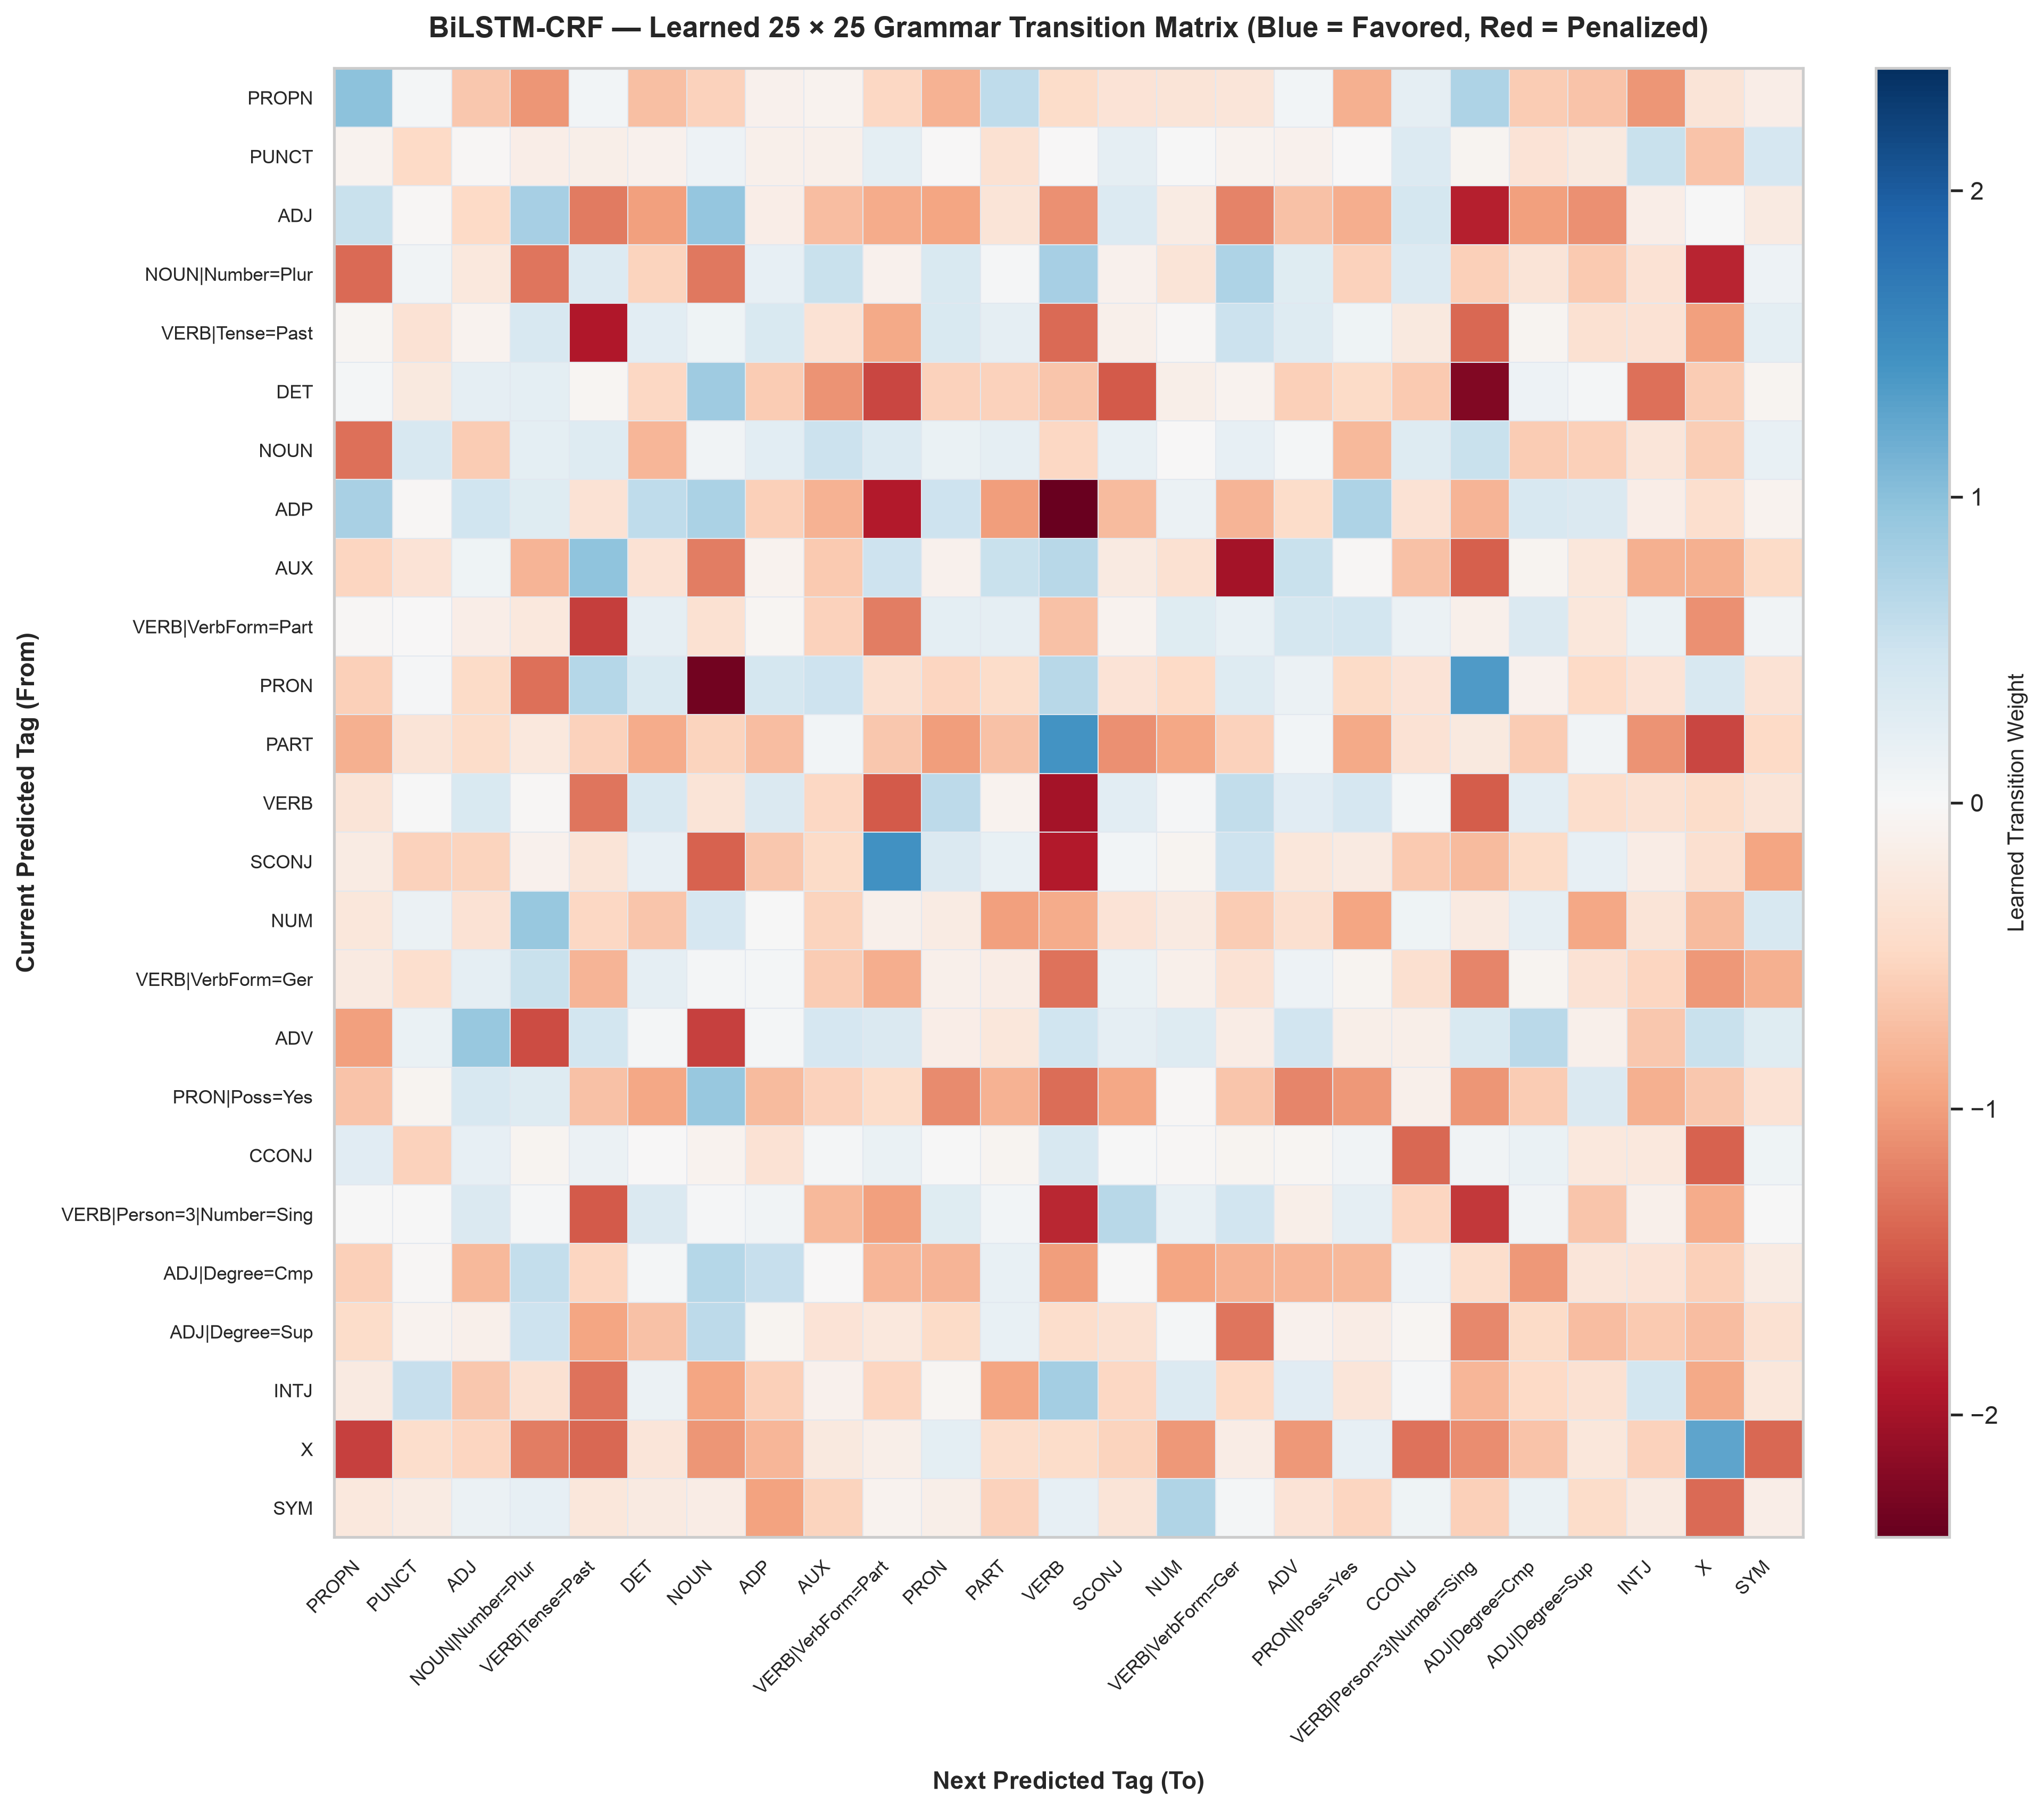 BiLSTM-CRF — Learned 25 × 25 Grammar Transition Matrix (Blue = Favored, Red = Penalized)
Current Predicted Tag (From)
PROPN
PUNCT
ADJ
NOUN|Number=Plur
VERB|Tense=Past
DET
NOUN
ADP
AUX
VERB|VerbForm=Part
PRON
PART
VERB
SCONJ
NUM
VERB|VerbForm=Ger
ADV
PRON|Poss=Yes
CCONJ
VERB|Person=3|Number=Sing
ADJ|Degree=Cmp
ADJ|Degree=Sup
INTJ
X
SYM
PROPN
PUNCT
ADJ
NOUN|Number=Plur
VERB|Tense=Past
DET
NOUN
ADP
AUX
VERB|VerbForm=Part
PRON
PART
VERB
SCONJ
NUM
VERB|VerbForm=Ger
ADV
PRON|Poss=Yes
CCONJ
VERB|Person=3|Number=Sing
ADJ|Degree=Cmp
ADJ|Degree=Sup
INTJ
X
SYM
Next Predicted Tag (To)
2
1
0
−1
−2
Learned Transition Weight